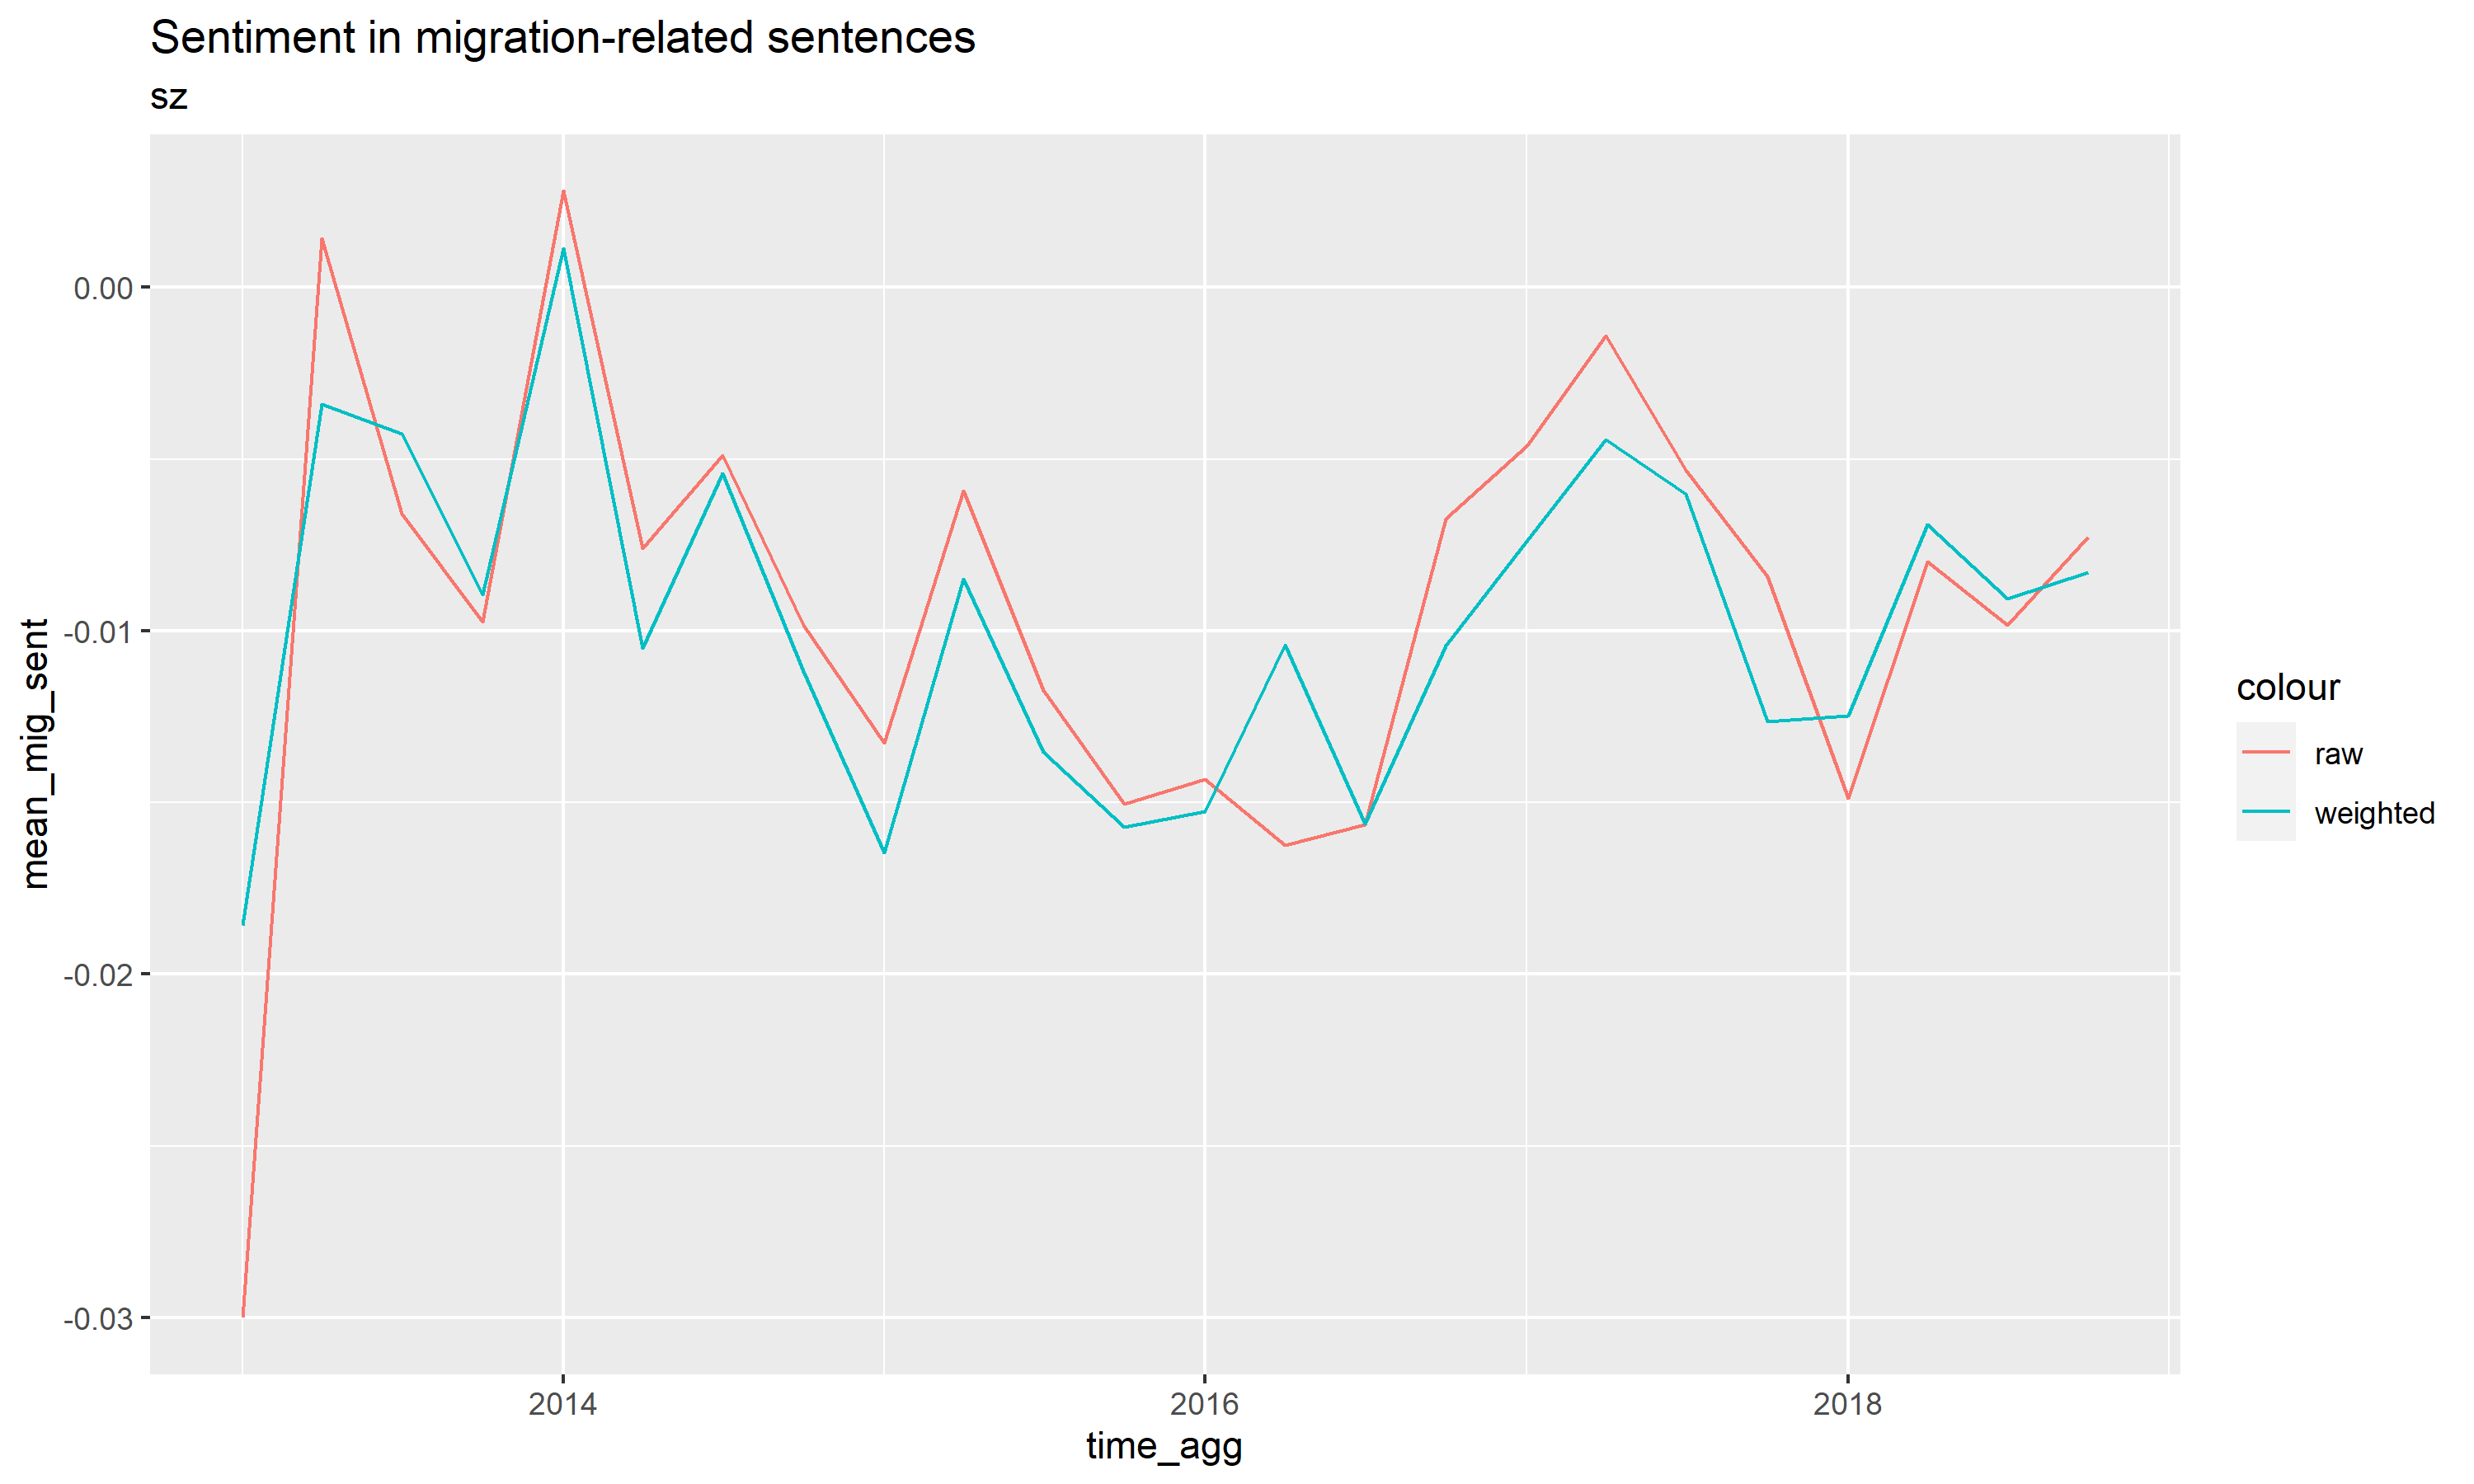 Sentiment in migration-related sentences
sz
0.00
-0.01
-0.02
-0.03
mean_mig_sent
2014
2016
2018
time_agg
colour
raw
weighted